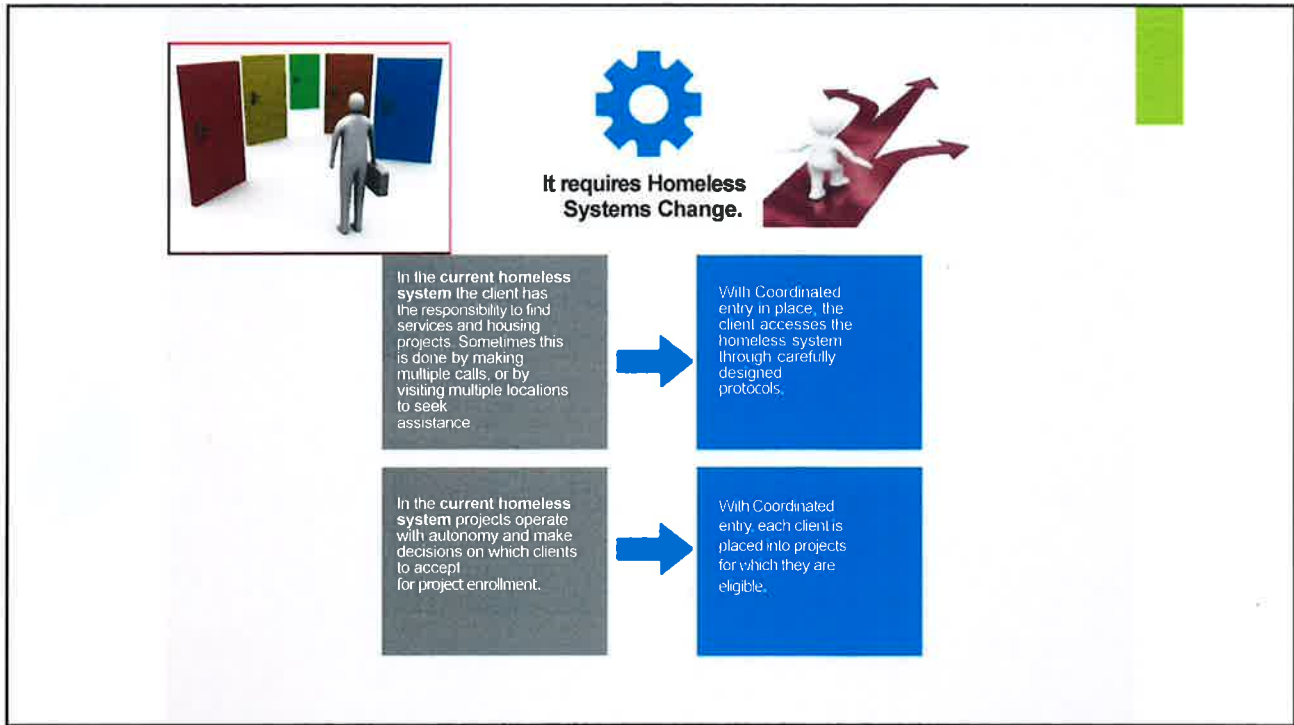 It requires Homeless
Systems Change.
In the current homeless
system the client has
the responsibility to find
services and housing
projects. Sometimes this
is done by making
multiple calls, or by
visiting multiple locations
to seek
assistance
With Coordinated
entry in place, the
client accesses the
homeless system
through carefully
designed
protocols.
In the current homeless
system projects operate
with autonomy and make
decisions on which clients
to accept
for project enrollment.
With Coordinated
entry, each client is
placed into projects
for which they are
eligible.